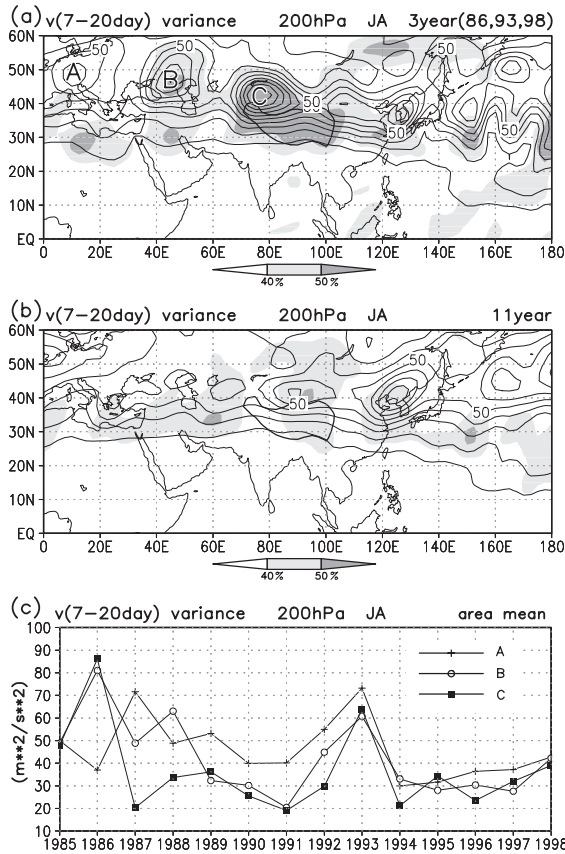 (a) v(7-20day) variance 200hPa JA 3year(86,93,98)
60N
50N
40N
30N
20N
10N
EQ
50
50
50
50
50
50
50
A
B
C
0 20E 40E 60E 80E 100E 120E 140E 160E 180
40% 50%
(b) v(7-20day) variance 200hPa JA 11year
60N
50N
40N
30N
20N
10N
EQ
50
50
50
0 20E 40E 60E 80E 100E 120E 140E 160E 180
40% 50%
(c) v(7-20day) variance 200hPa JA area mean
(m**2/s**2)
100
90
80
70
60
50
40
30
20
10
A
B
C
1985 1986 1987 1988 1989 1990 1991 1992 1993 1994 1995 1996 1997 1998